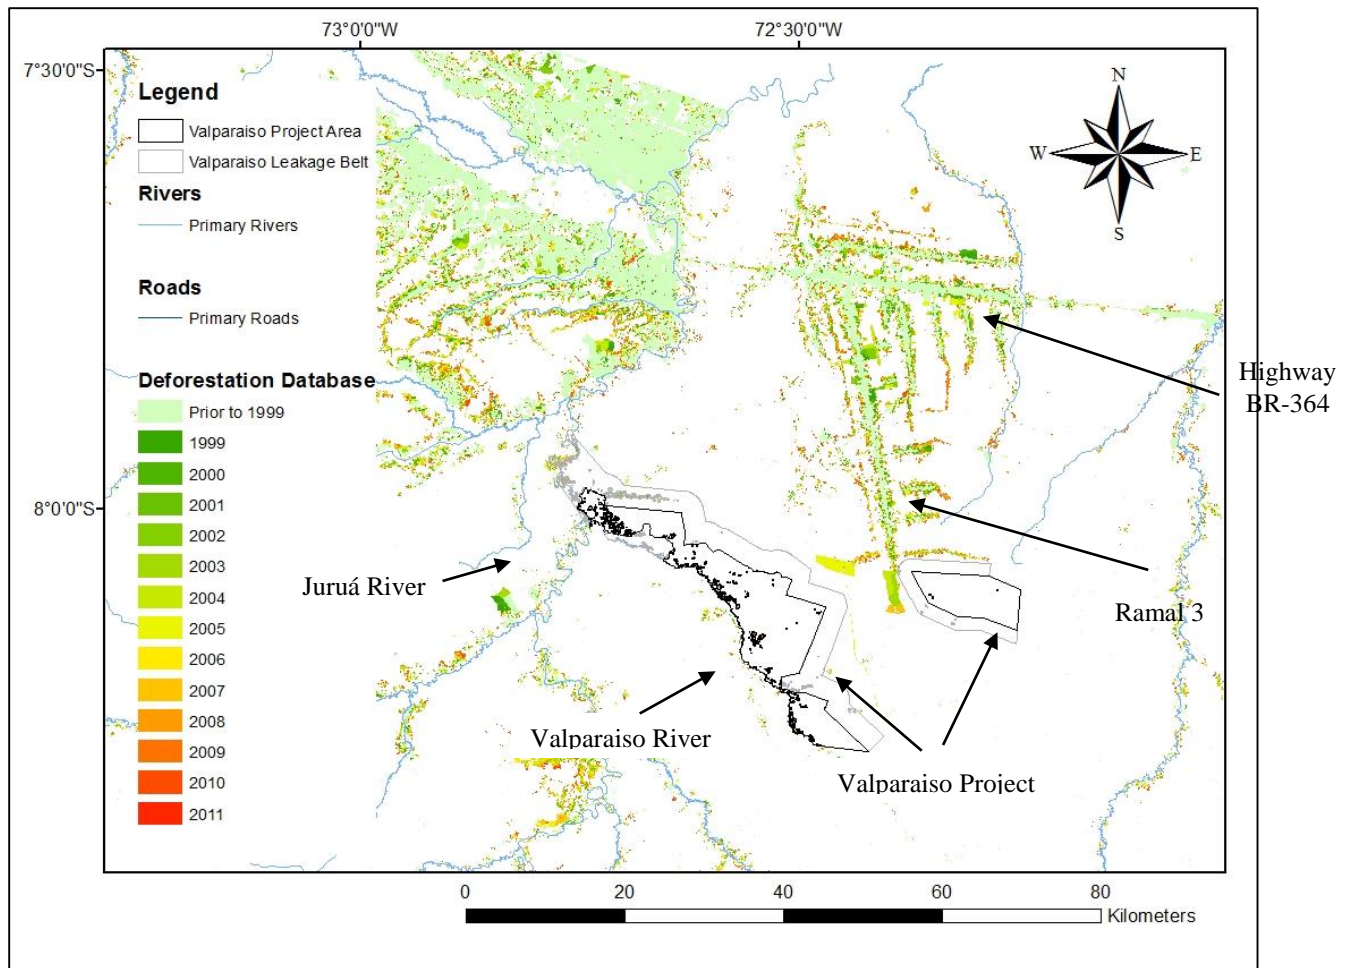 73°0'0"W
72°30'0"W
7°30'0"S
8°0'0"S
Legend
Valparaiso Project Area
Valparaiso Leakage Belt
Rivers
Primary Rivers
Roads
Primary Roads
Deforestation Database
Prior to 1999
1999
2000
2001
2002
2003
2004
2005
2006
2007
2008
2009
2010
2011
N
W
E
S
Highway
BR-364
Juruá River
Ramal 3
Valparaiso River
Valparaiso Project
0
20
40
60
80
Kilometers